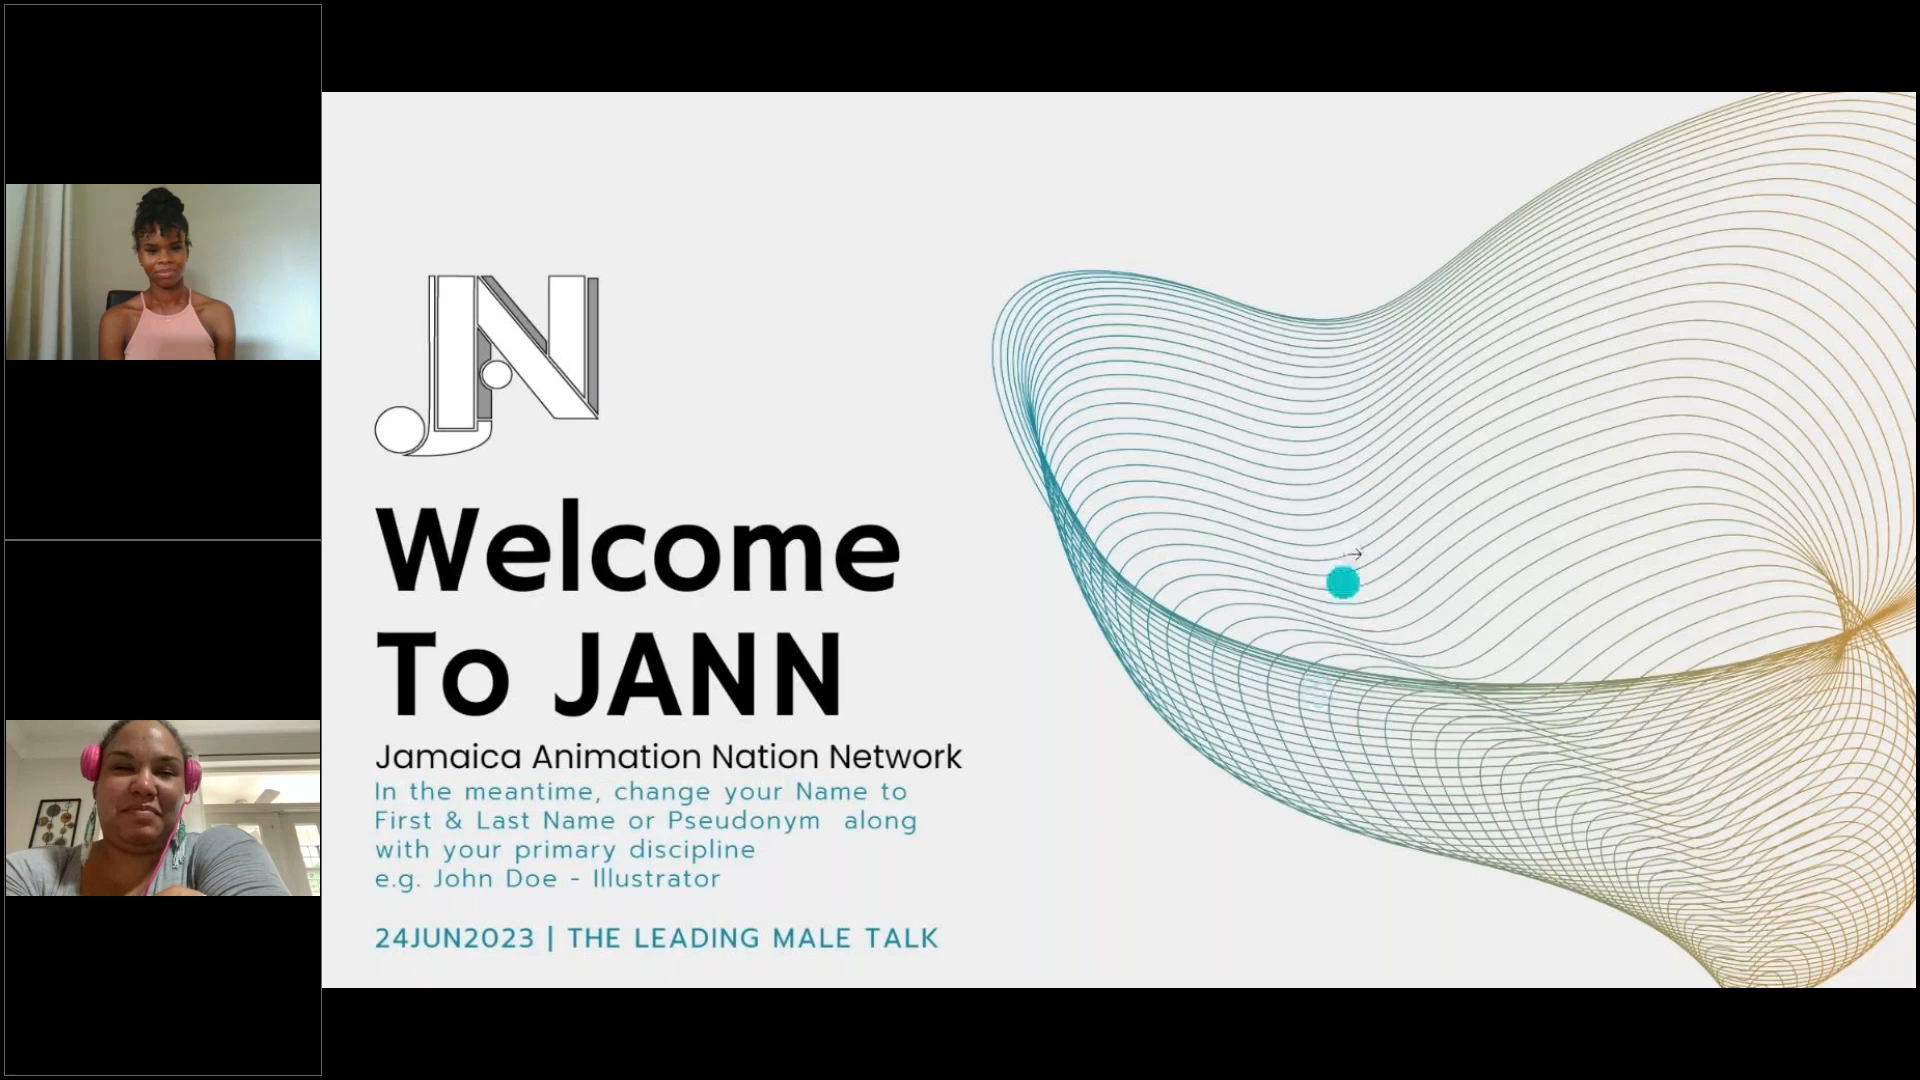 JN
Welcome
To JANN
Jamaica Animation Nation Network
In the meantime, change your Name to
First & Last Name or Pseudonym along
with your primary discipline
e.g. John Doe - Illustrator
24JUN2023 | THE LEADING MALE TALK